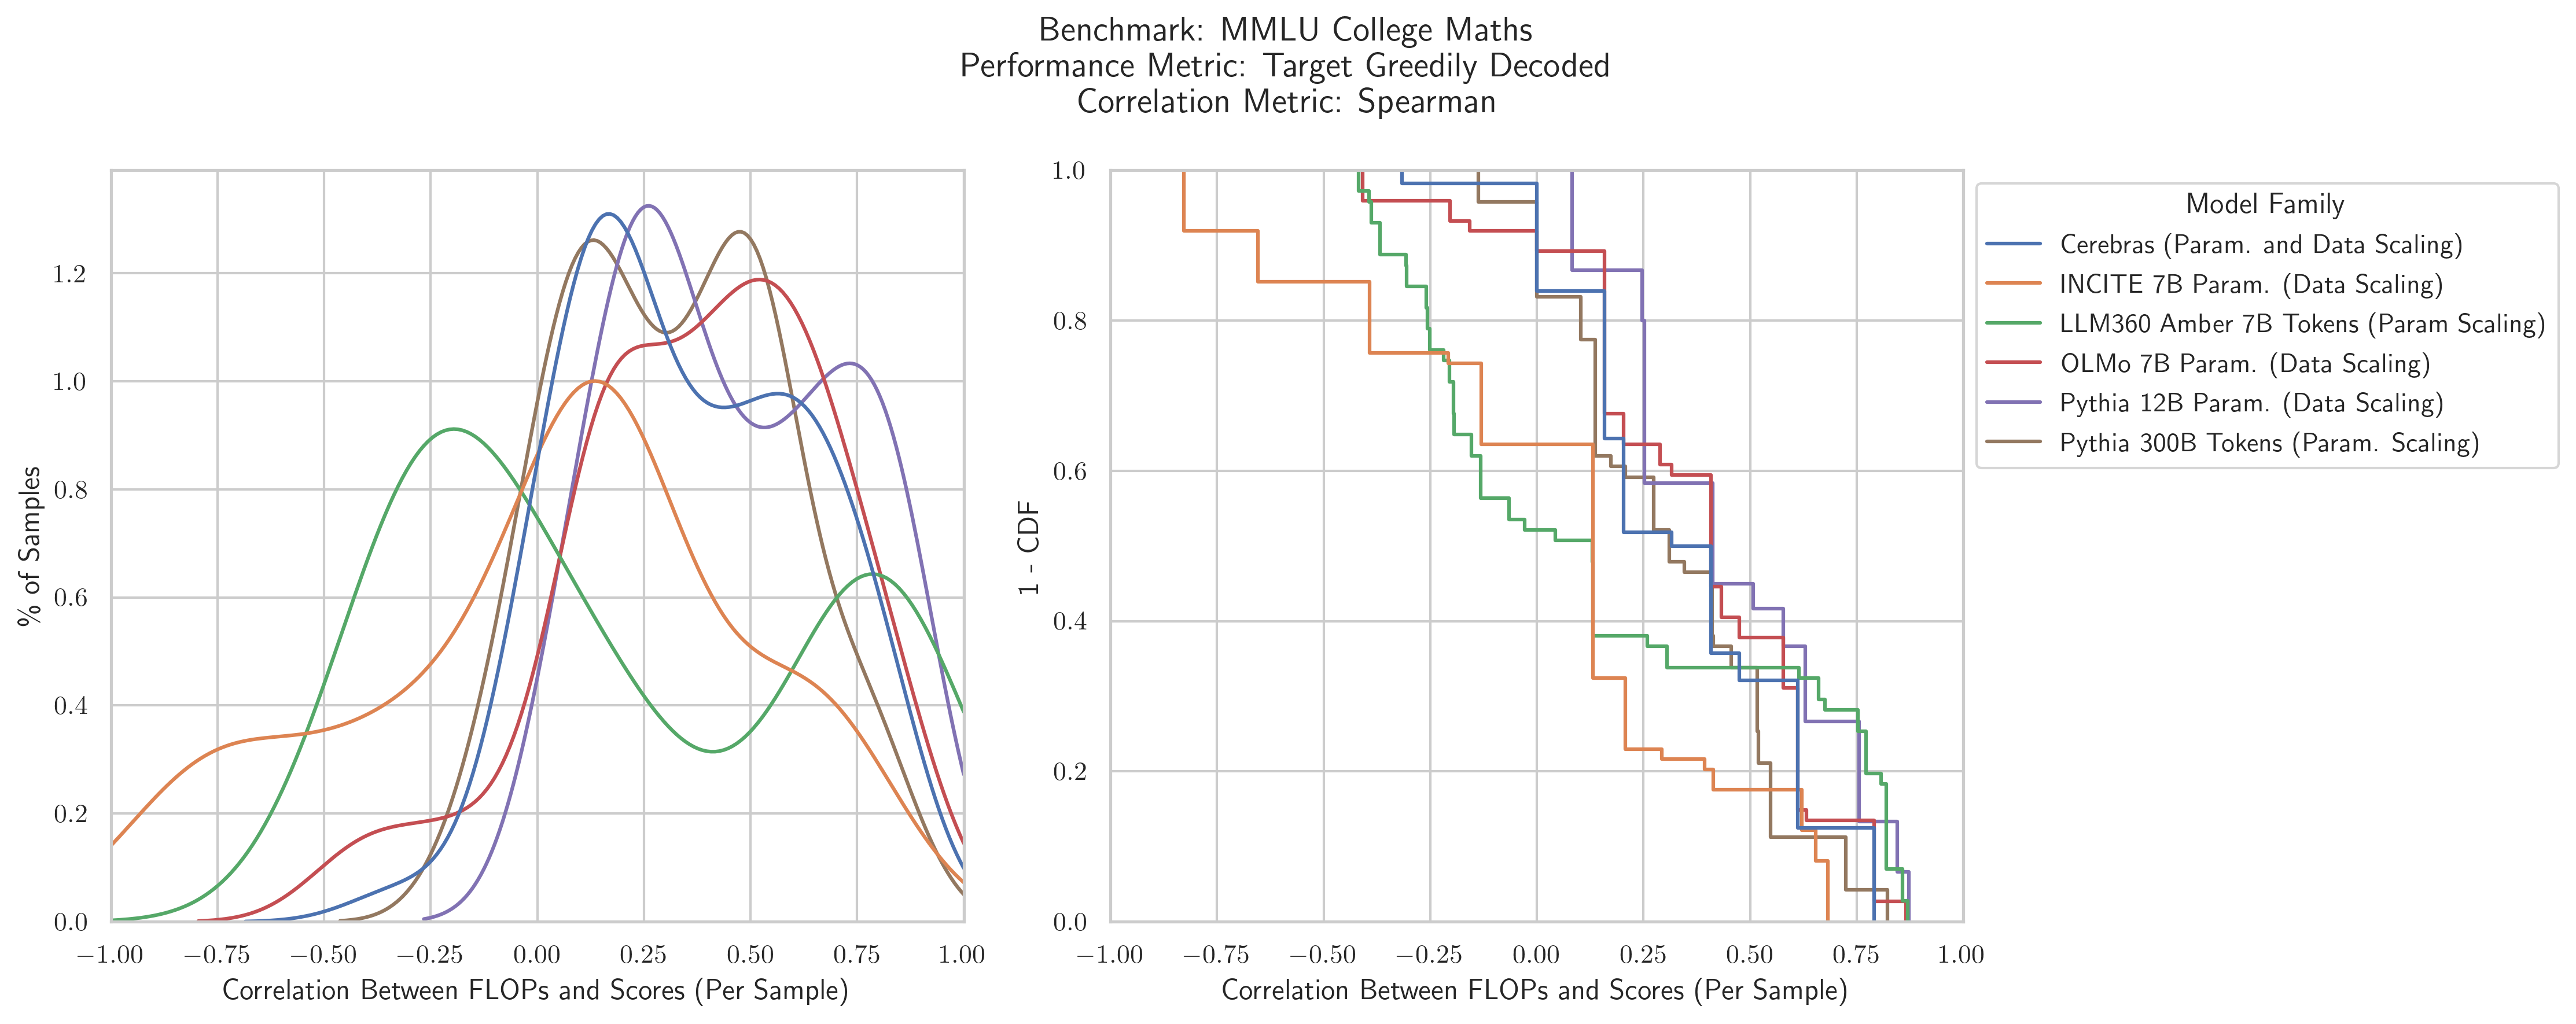 Benchmark: MMLU College Maths
Performance Metric: Target Greedily Decoded
Correlation Metric: Spearman
% of Samples
1.2
1.0
0.8
0.6
0.4
0.2
0.0
−1.00 −0.75 −0.50 −0.25 0.00 0.25 0.50 0.75 1.00
Correlation Between FLOPs and Scores (Per Sample)
1 - CDF
1.0
0.8
0.6
0.4
0.2
0.0
−1.00 −0.75 −0.50 −0.25 0.00 0.25 0.50 0.75 1.00
Correlation Between FLOPs and Scores (Per Sample)
Model Family
Cerebras (Param. and Data Scaling)
INCITE 7B Param. (Data Scaling)
LLM360 Amber 7B Tokens (Param Scaling)
OLMo 7B Param. (Data Scaling)
Pythia 12B Param. (Data Scaling)
Pythia 300B Tokens (Param. Scaling)